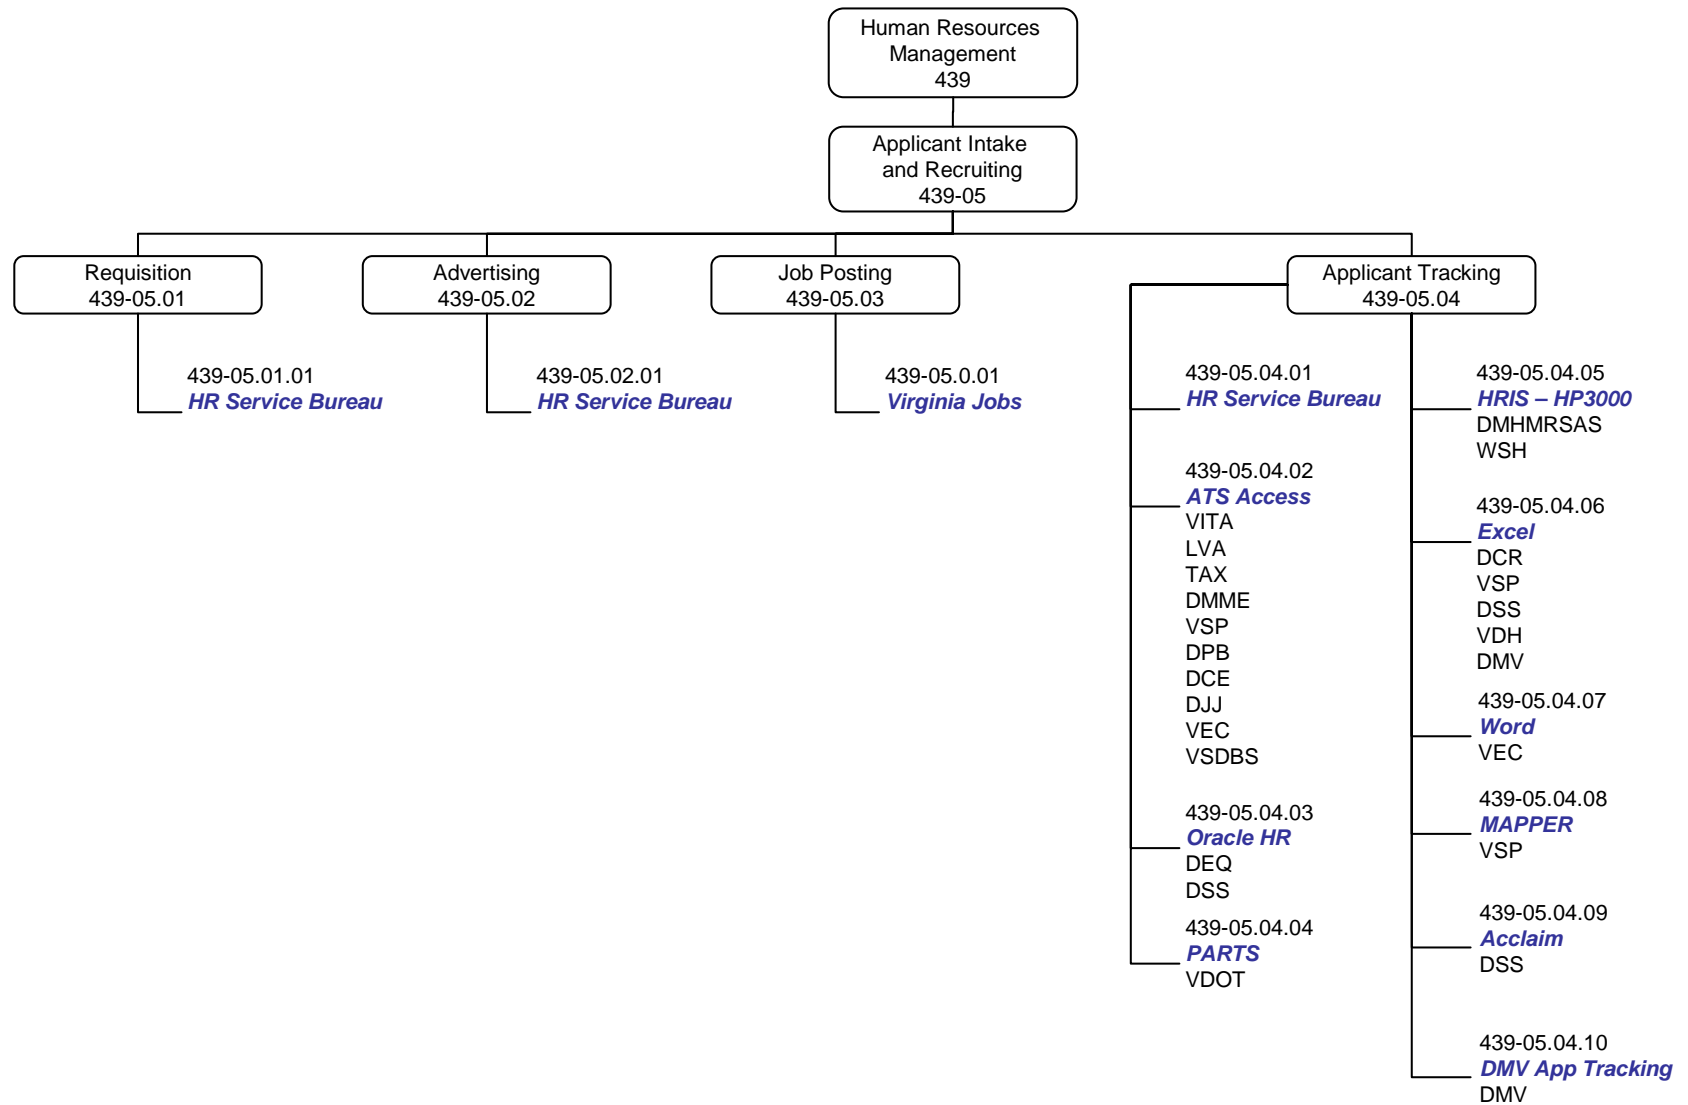 Human Resources
Management
439
Applicant Intake
and Recruiting
439-05
Requisition
439-05.01
Advertising
439-05.02
Job Posting
439-05.03
Applicant Tracking
439-05.04
439-05.01.01
HR Service Bureau
439-05.02.01
HR Service Bureau
439-05.0.01
Virginia Jobs
439-05.04.01
HR Service Bureau
439-05.04.02
ATS Access
VITA
LVA
TAX
DMME
VSP
DPB
DCE
DJJ
VEC
VSDBS
439-05.04.03
Oracle HR
DEQ
DSS
439-05.04.04
PARTS
VDOT
439-05.04.05
HRIS – HP3000
DMHMRSAS
WSH
439-05.04.06
Excel
DCR
VSP
DSS
VDH
DMV
439-05.04.07
Word
VEC
439-05.04.08
MAPPER
VSP
439-05.04.09
Acclaim
DSS
439-05.04.10
DMV App Tracking
DMV